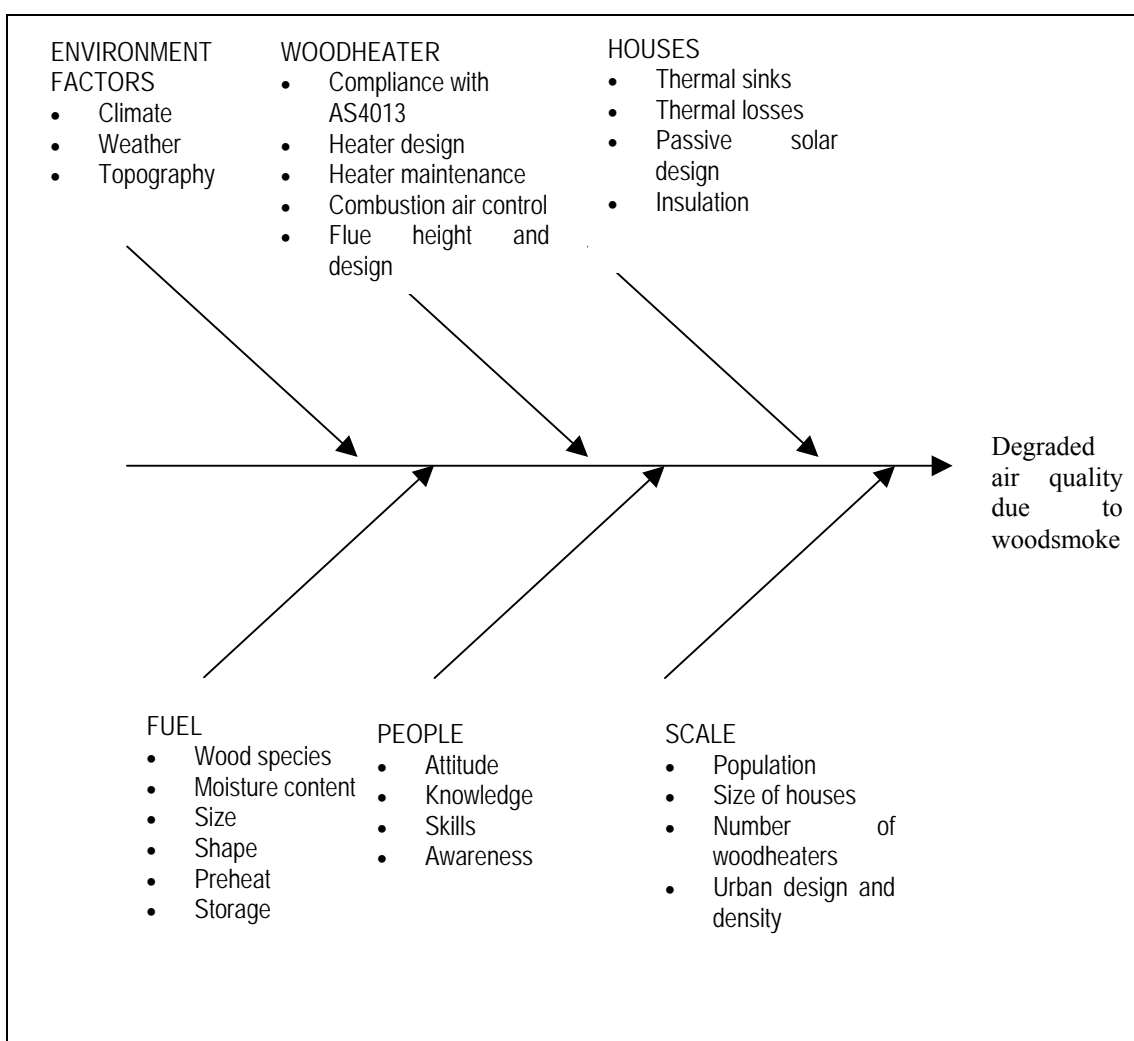 ENVIRONMENT
FACTORS
• Climate
• Weather
• Topography
WOODHEATER
• Compliance with
AS4013
• Heater design
• Heater maintenance
• Combustion air control
• Flue height and
design
HOUSES
• Thermal sinks
• Thermal losses
• Passive solar
design
• Insulation
Degraded
air quality
due to
woodsmoke
FUEL
• Wood species
• Moisture content
• Size
• Shape
• Preheat
• Storage
PEOPLE
• Attitude
• Knowledge
• Skills
• Awareness
SCALE
• Population
• Size of houses
• Number of
woodheaters
• Urban design and
density